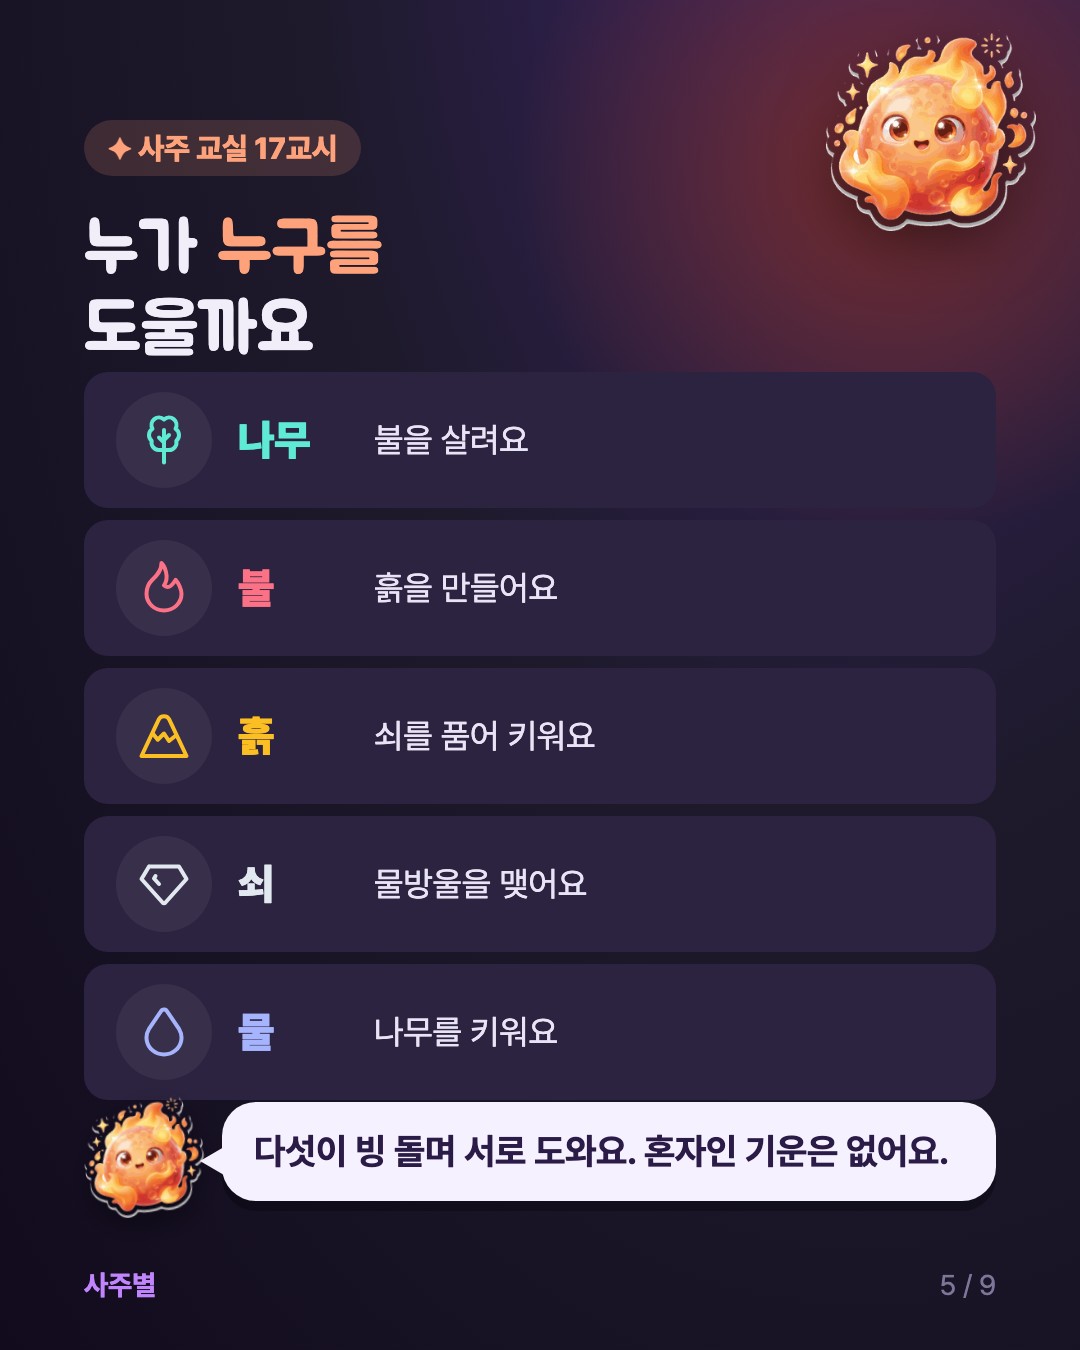 ✦ 사주 교실 17교시
누가 누구를
도울까요
나무 불을 살려요
불 흙을 만들어요
흙 쇠를 품어 키워요
쇠 물방울을 맺어요
물 나무를 키워요
다섯이 빙 돌며 서로 도와요. 혼자인 기운은 없어요.
사주별 5 / 9